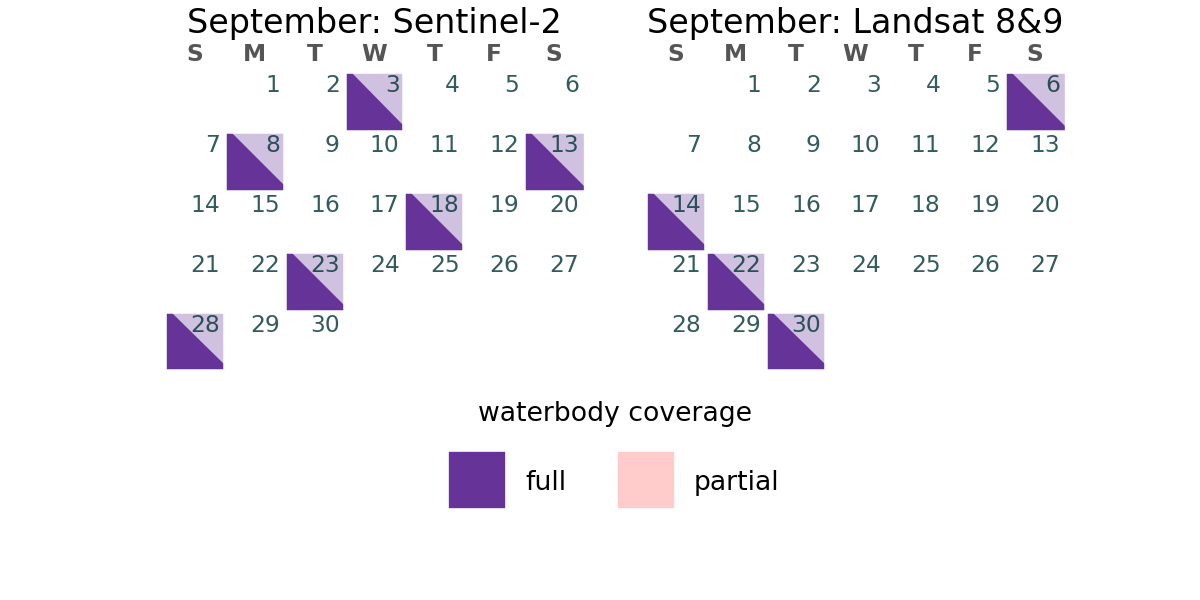 September: Sentinel-2
S M T W T F S
1 2 3 4 5 6
7 8 9 10 11 12 13
14 15 16 17 18 19 20
21 22 23 24 25 26 27
28 29 30
September: Landsat 8&9
S M T W T F S
1 2 3 4 5 6
7 8 9 10 11 12 13
14 15 16 17 18 19 20
21 22 23 24 25 26 27
28 29 30
waterbody coverage
full partial